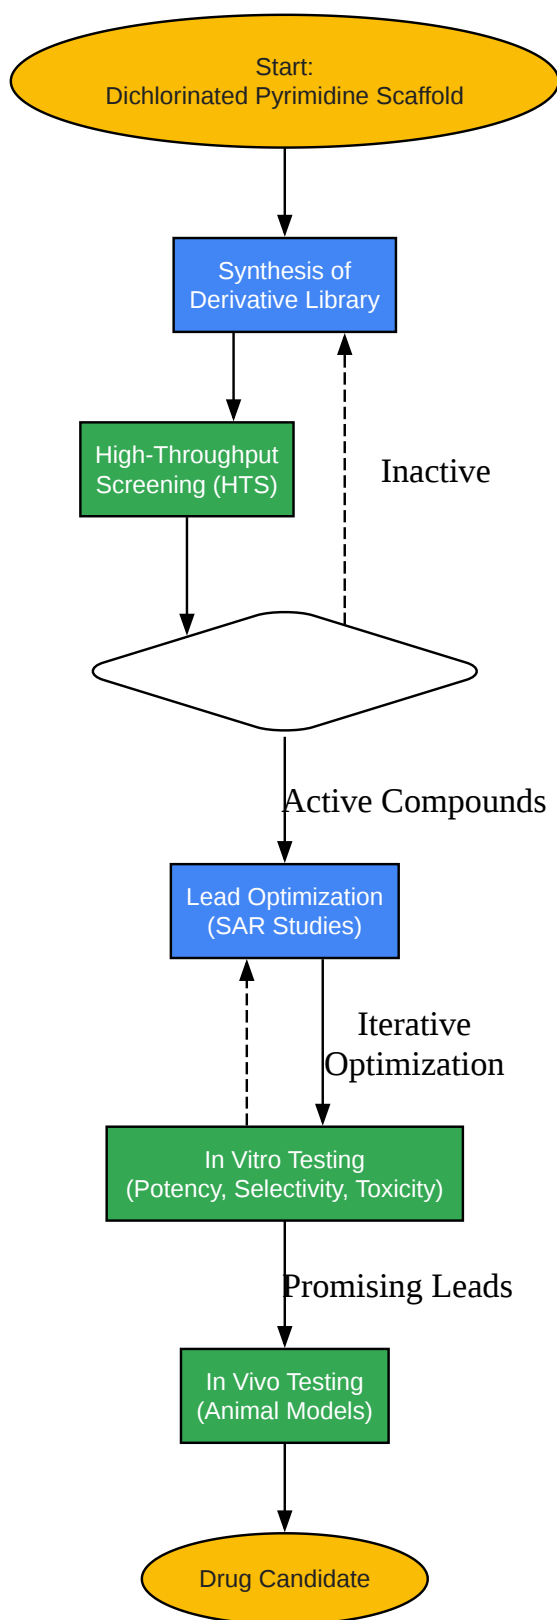 Start:
Dichlorinated Pyrimidine Scaffold
Synthesis of
Derivative Library
High-Throughput
Screening (HTS)
Inactive
Active Compounds
Lead Optimization
(SAR Studies)
Iterative
Optimization
In Vitro Testing
(Potency, Selectivity, Toxicity)
Promising Leads
In Vivo Testing
(Animal Models)
Drug Candidate